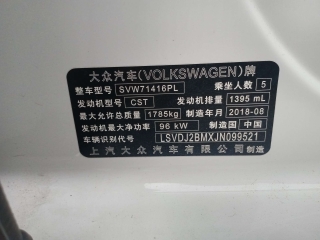 大众汽车(VOLKSWAGEN)牌
整车型号 SVW71416PL 乘坐人数 5
发动机型号 CST 发动机排量 1395 mL
最大允许总质量 1785kg 制造年月 2018-06
发动机最大净功率 96 kW 制造国 中国
车辆识别代号 LSVDJ2BMXJN099521
上汽大众汽车有限公司 制造